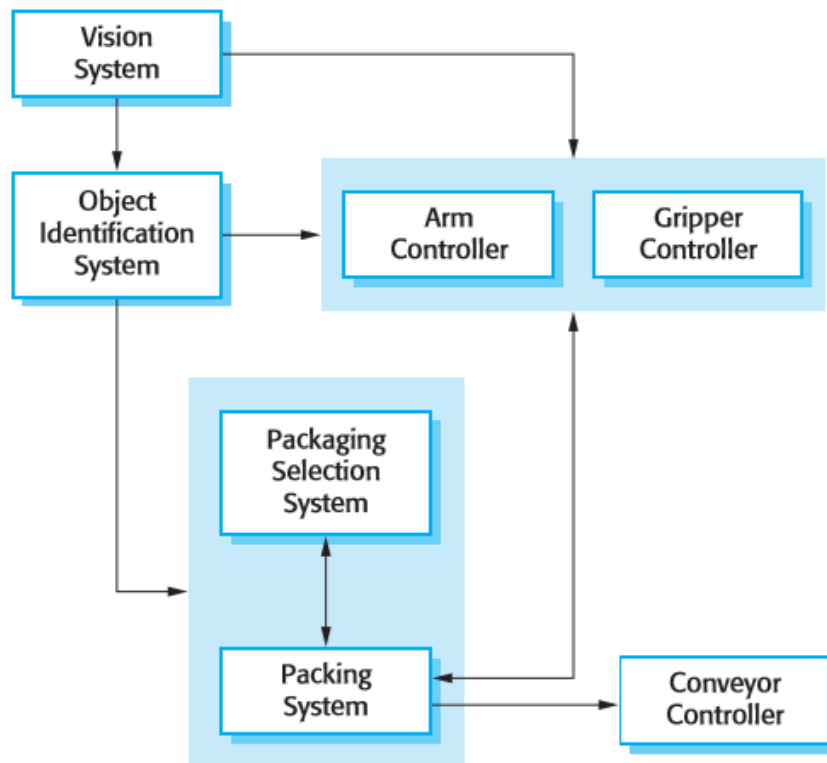 Vision
System
Object
Identification
System
Arm
Controller
Gripper
Controller
Packaging
Selection
System
Packing
System
Conveyor
Controller